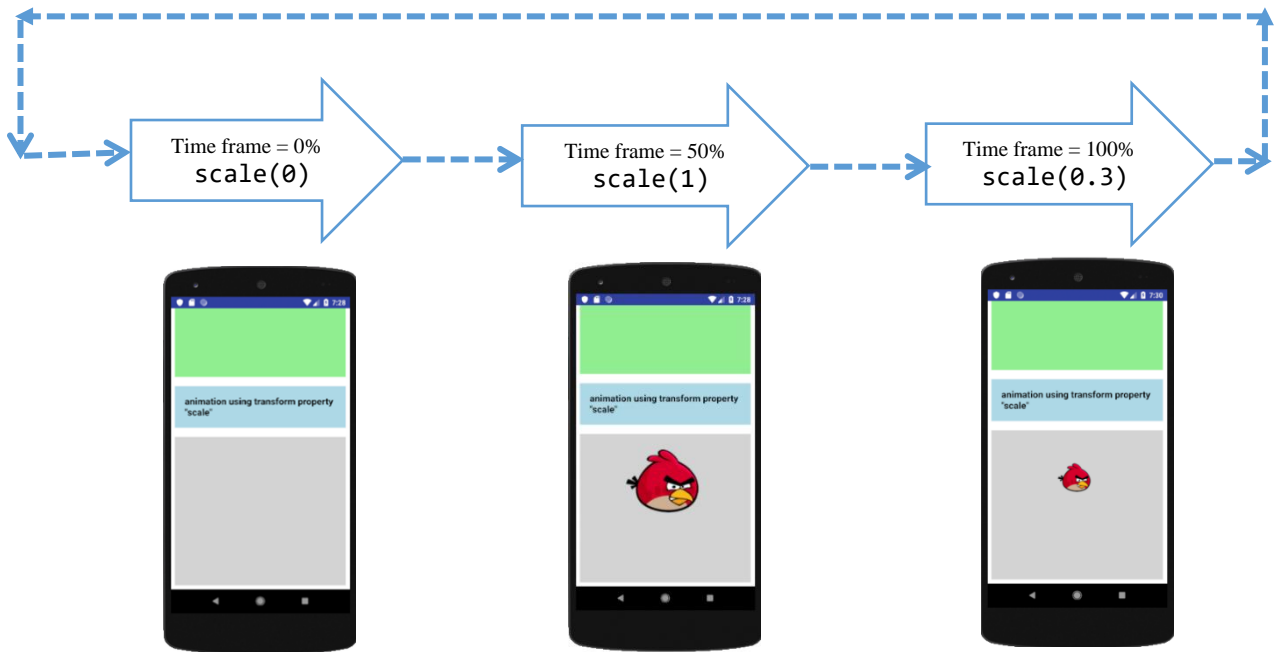 Time frame = 0%
scale(0)
Time frame = 50%
scale(1)
Time frame = 100%
scale(0.3)
7:28
animation using transform property
"scale"
7:28
animation using transform property
"scale"
7:30
animation using transform property
"scale"